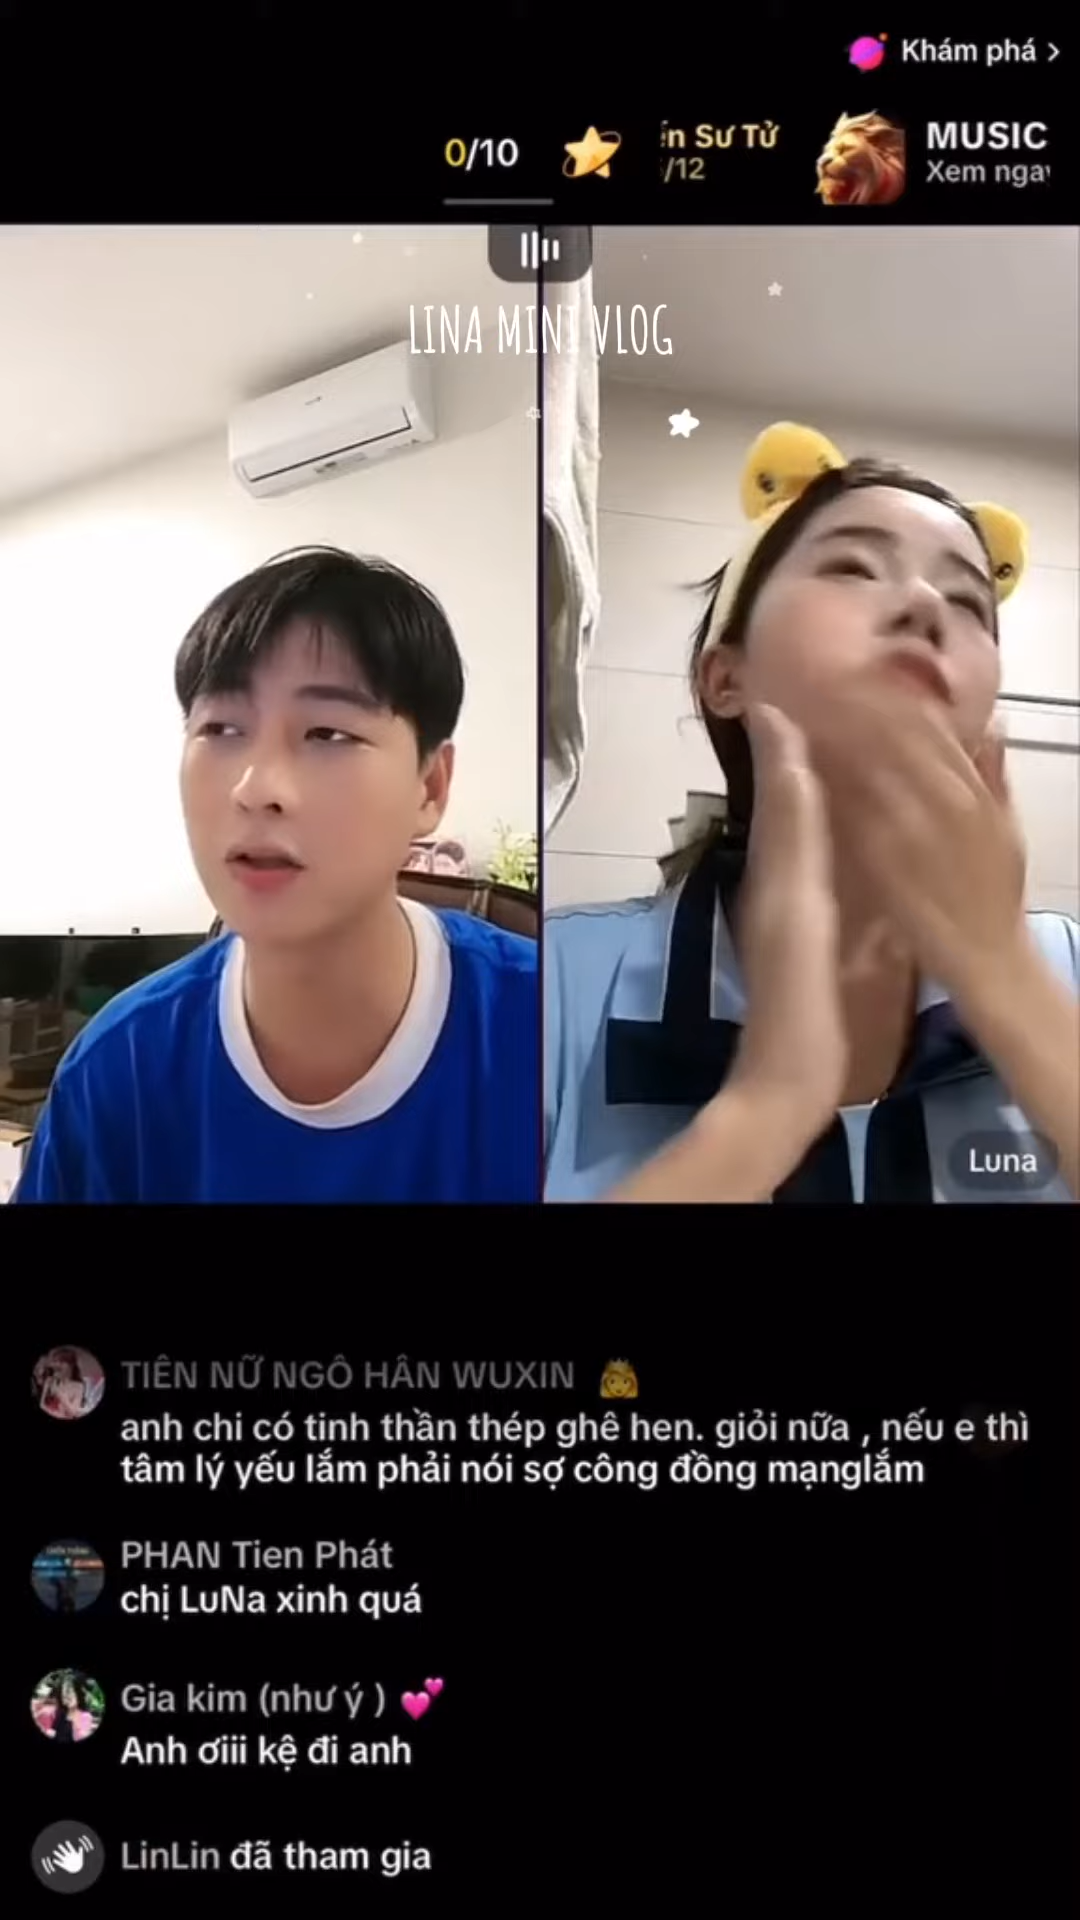 Khám phá >
0/10
Sư Tử
/12
MUSIC
Xem
LINA MINI VLOG
Luna
TIÊN NỮ NGÔ HÂN WUXIN 👸
anh chi có tinh thần thép ghê hen. giỏi nữa , nếu e thì
tâm lý yếu lắm phải nói sợ công đồng mạnglắm
PHAN Tien Phát
chị LuNa xinh quá
Gia kim (như ý ) 💕
Anh ơiii kệ đi anh
LinLin đã tham gia